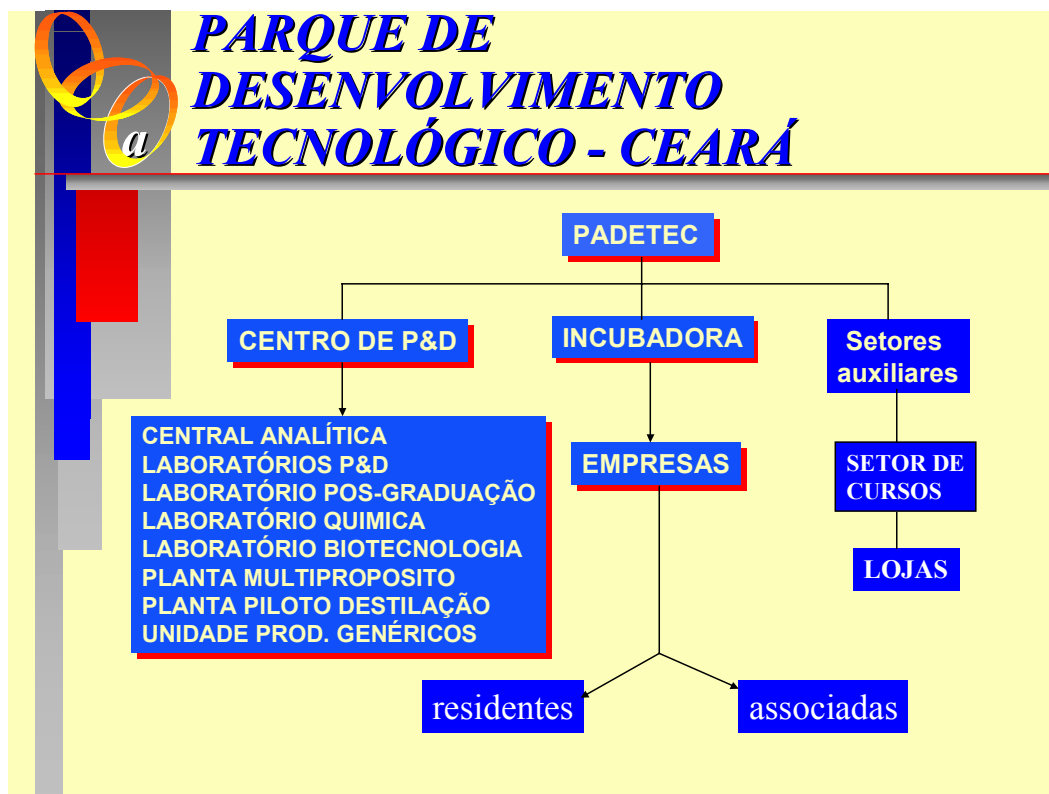 PARQUE DE
DESENVOLVIMENTO
TECNOLÓGICO - CEARÁ
a
PADETEC
CENTRO DE P&D
INCUBADORA
Setores
auxiliares
CENTRAL ANALÍTICA
LABORATÓRIOS P&D
LABORATÓRIO POS-GRADUAÇÃO
LABORATÓRIO QUIMICA
LABORATÓRIO BIOTECNOLOGIA
PLANTA MULTIPROPOSITO
PLANTA PILOTO DESTILAÇÃO
UNIDADE PROD. GENÉRICOS
EMPRESAS
SETOR DE
CURSOS
LOJAS
residentes
associadas